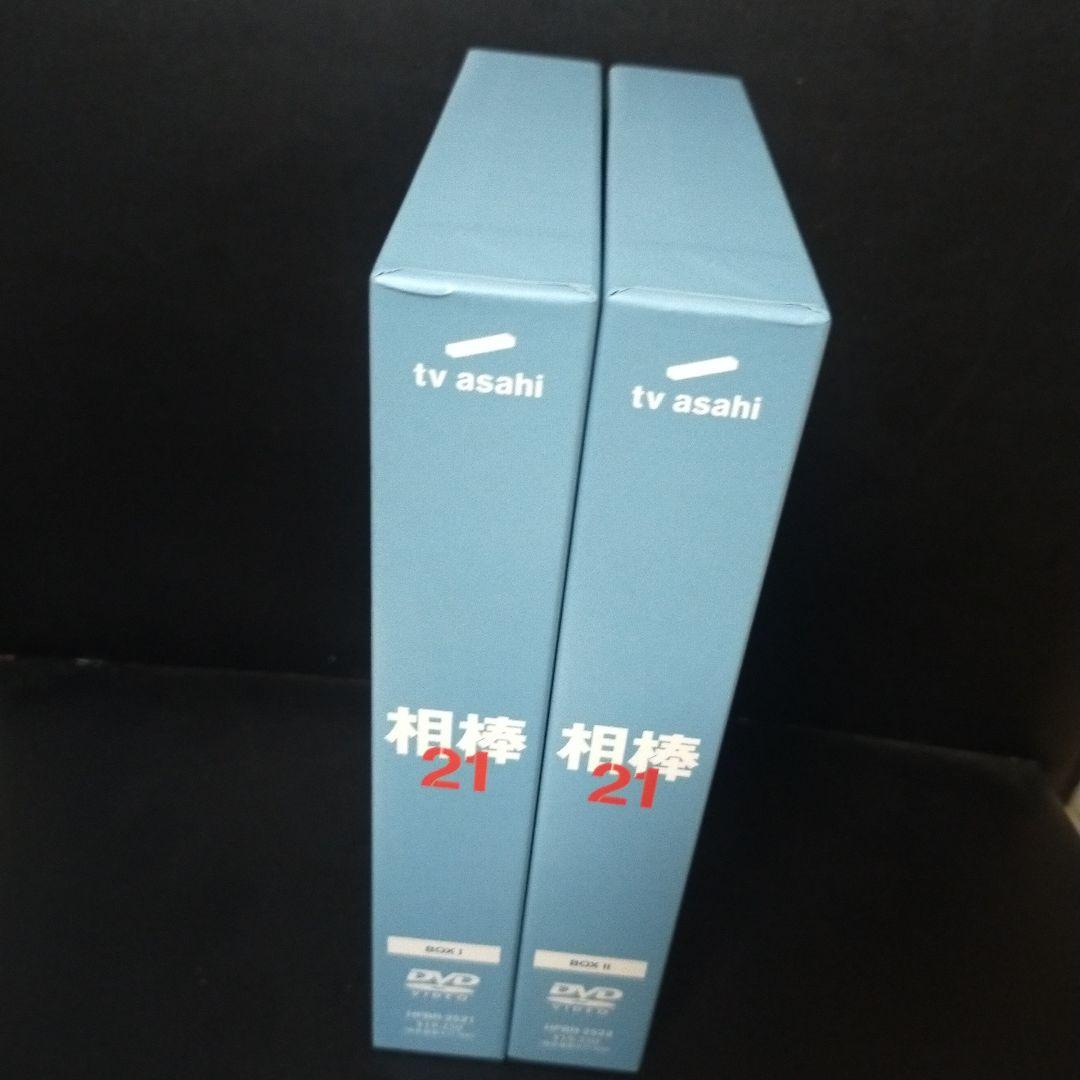 tv asahi
相棒
21
BOX I
DVD
VIDEO
tv asahi
相棒
21
BOX II
DVD
VIDEO